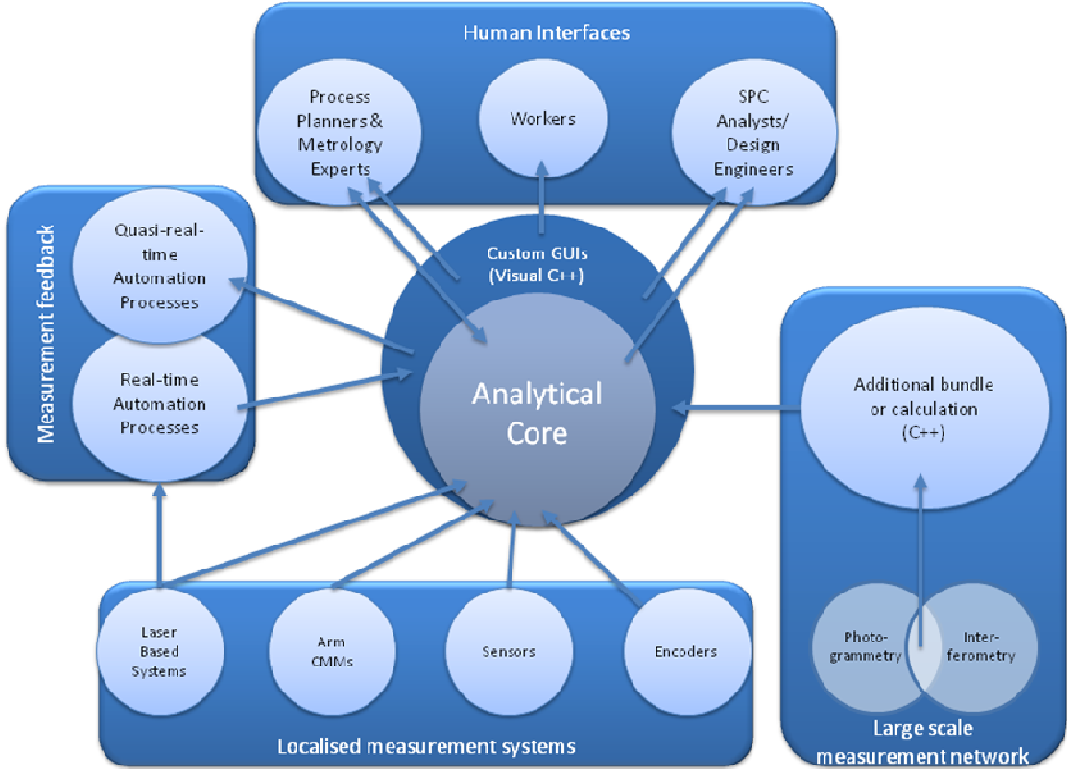 Human Interfaces
Process
Planners &
Metrology
Experts
Workers
SPC
Analysts/
Design
Engineers
Measurement feedback
Quasi-real-
time
Automation
Processes
Real-time
Automation
Processes
Custom GUIs
(Visual C++)
Analytical
Core
Additional bundle
or calculation
(C++)
Photo-
grammetry
Inter-
ferometry
Large scale
measurement network
Laser
Based
Systems
Arm
CMMs
Sensors
Encoders
Localised measurement systems